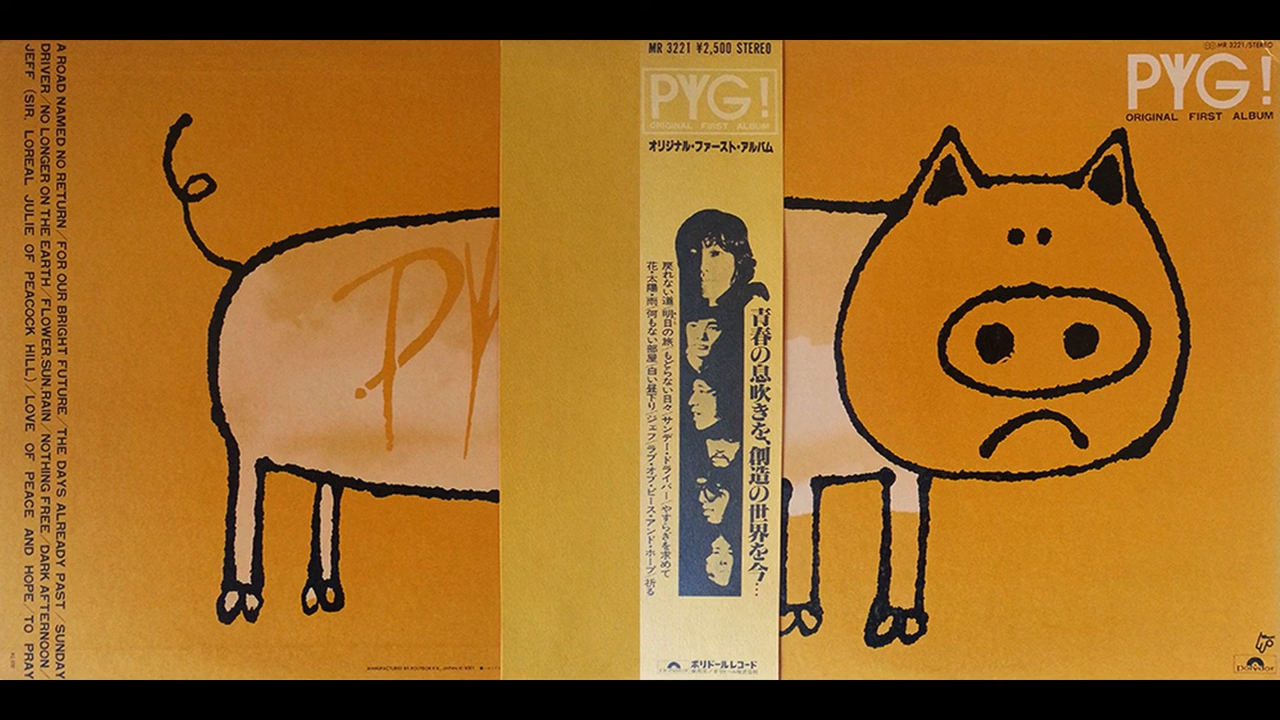 A ROAD NAMED NO RETURN／FOR OUR BRIGHT FUTURE／THE DAYS ALREADY PAST／SUNDAY
DRIVER／NO LONGER ON THE EARTH／FLOWER,SUN,RAIN／NOTHING FREE／DARK AFTERNOON／
JEFF (SIR. LOREAL JULIE OF PEACOCK HILL)／LOVE OF PEACE AND HOPE／TO PRAY
PY
MR 3221 ¥2,500 STEREO
PYG!
ORIGINAL FIRST ALBUM
オリジナル・ファースト・アルバム
青春の息吹きを、創造の世界を今…
戻れない道/明日の旅/もどらない日々/サンデー・ドライバー/やすらぎを求めて
花・太陽・雨/何もない部屋/白い昼下り/ジェフ/ラブ・オブ・ピース・アンド・ホープ/祈る
ポリドールレコード
MR 3221/STEREO
PYG!
ORIGINAL FIRST ALBUM
Polydor